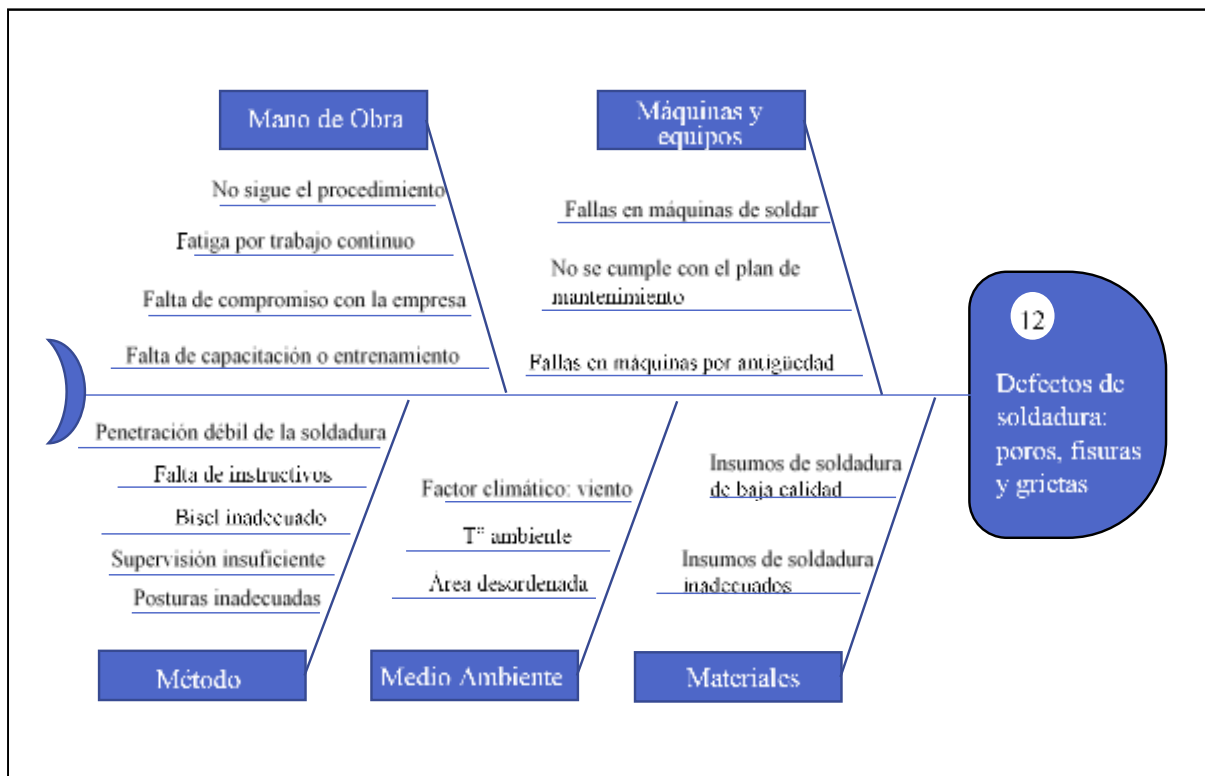 Mano de Obra
Máquinas y
equipos
No sigue el procedimiento
Fatiga por trabajo continuo
Falta de compromiso con la empresa
Falta de capacitación o entrenamiento
Fallas en máquinas de soldar
No se cumple con el plan de
mantenimiento
Fallas en máquinas por antigüedad
12
Defectos de
soldadura:
poros, fisuras
y grietas
Penetración débil de la soldadura
Falta de instructivos
Bisel inadecuado
Supervisión insuficiente
Posturas inadecuadas
Factor climático: viento
T° ambiente
Área desordenada
Insumos de soldadura
de baja calidad
Insumos de soldadura
inadecuados
Método
Medio Ambiente
Materiales